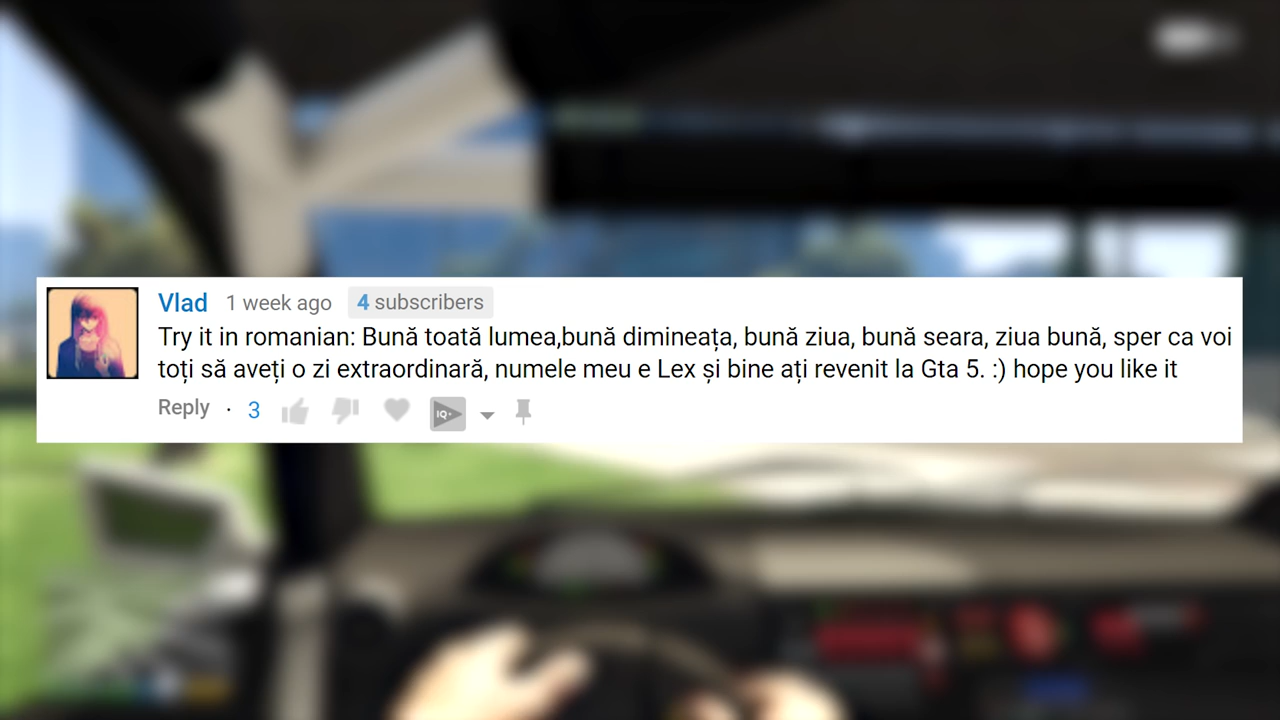 Vlad 1 week ago 4 subscribers
Try it in romanian: Bună toată lumea,bună dimineața, bună ziua, bună seara, ziua bună, sper ca voi
toți să aveți o zi extraordinară, numele meu e Lex și bine ați revenit la Gta 5. :) hope you like it
Reply · 3 IQ+